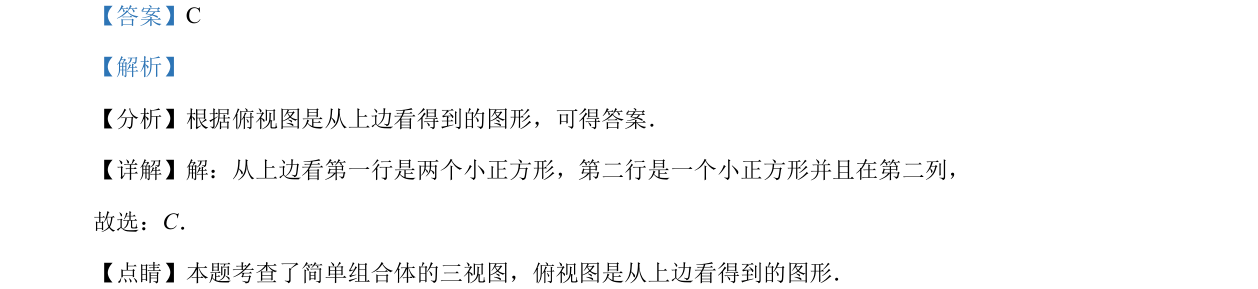 【答案】C
【解析】
【分析】根据俯视图是从上边看得到的图形，可得答案．
【详解】解：从上边看第一行是两个小正方形，第二行是一个小正方形并且在第二列，
故选：C．
【点睛】本题考查了简单组合体的三视图，俯视图是从上边看得到的图形．